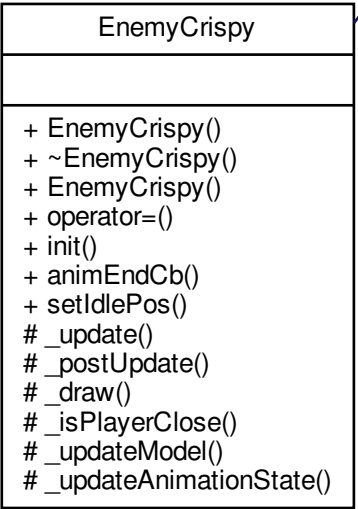 EnemyCrispy
+ EnemyCrispy()
+ ~EnemyCrispy()
+ EnemyCrispy()
+ operator=()
+ init()
+ animEndCb()
+ setIdlePos()
# _update()
# _postUpdate()
# _draw()
# _isPlayerClose()
# _updateModel()
# _updateAnimationState()